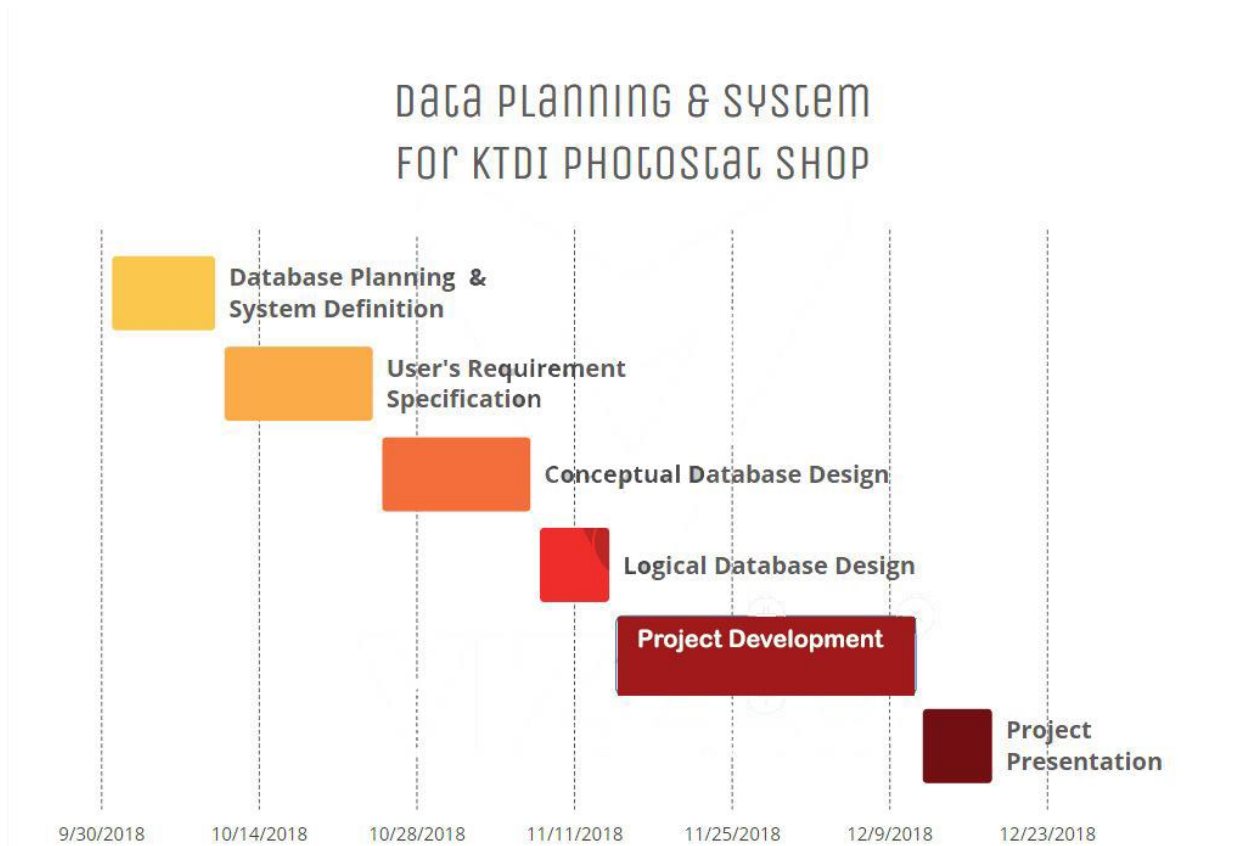 Data Planning & System
For KTDI Photostat Shop
Database Planning &
System Definition
User's Requirement
Specification
Conceptual Database Design
Logical Database Design
Project Development
Project
Presentation
9/30/2018 10/14/2018 10/28/2018 11/11/2018 11/25/2018 12/9/2018 12/23/2018